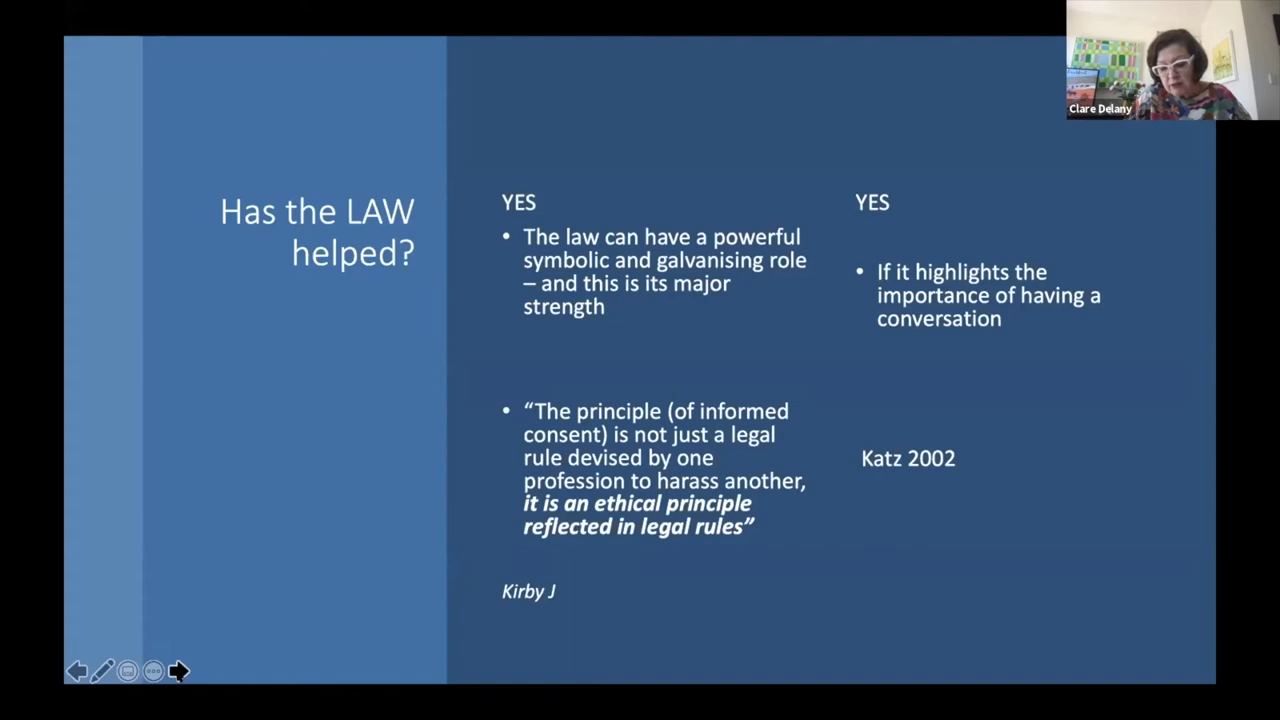 Clare Delany
Has the LAW
helped?
YES
• The law can have a powerful
symbolic and galvanising role
– and this is its major
strength
• “The principle (of informed
consent) is not just a legal
rule devised by one
profession to harass another,
it is an ethical principle
reflected in legal rules”
Kirby J
YES
• If it highlights the
importance of having a
conversation
Katz 2002